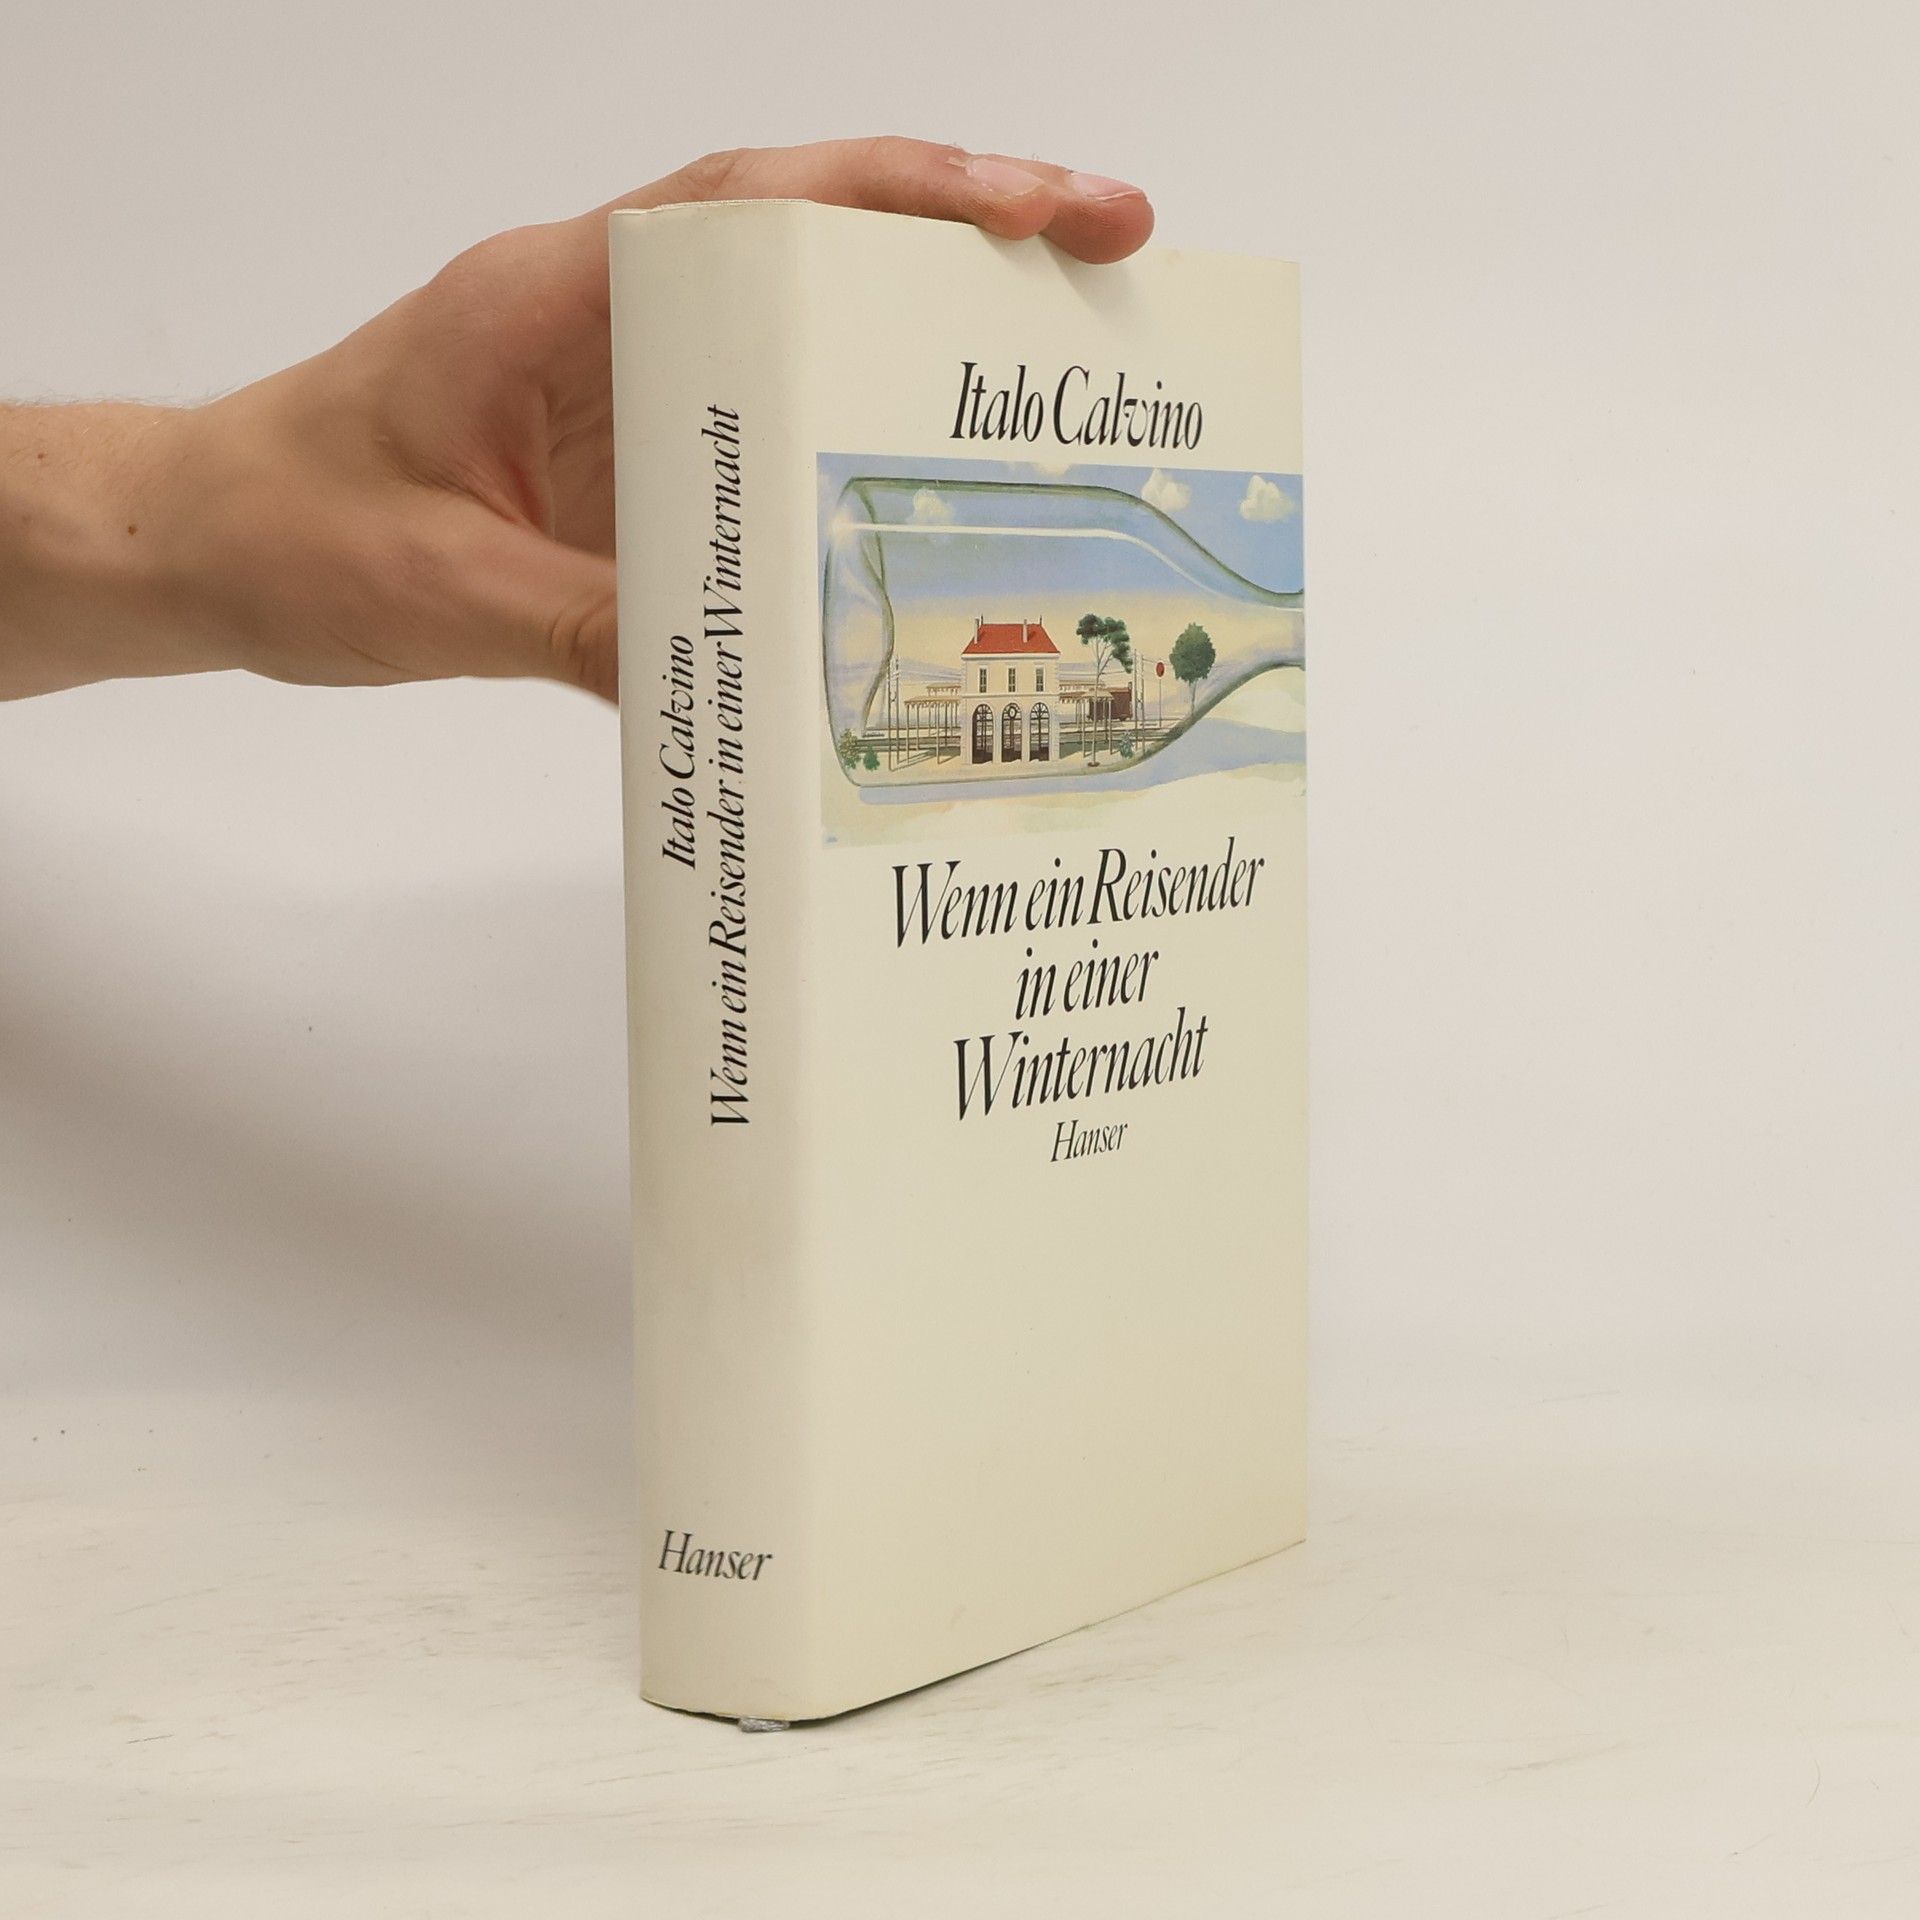 Italo Calvino
Wenn ein Reisender in einer Winternacht
Hanser
Italo Calvino
Wenn ein Reisender
in einer
Winternacht
Hanser